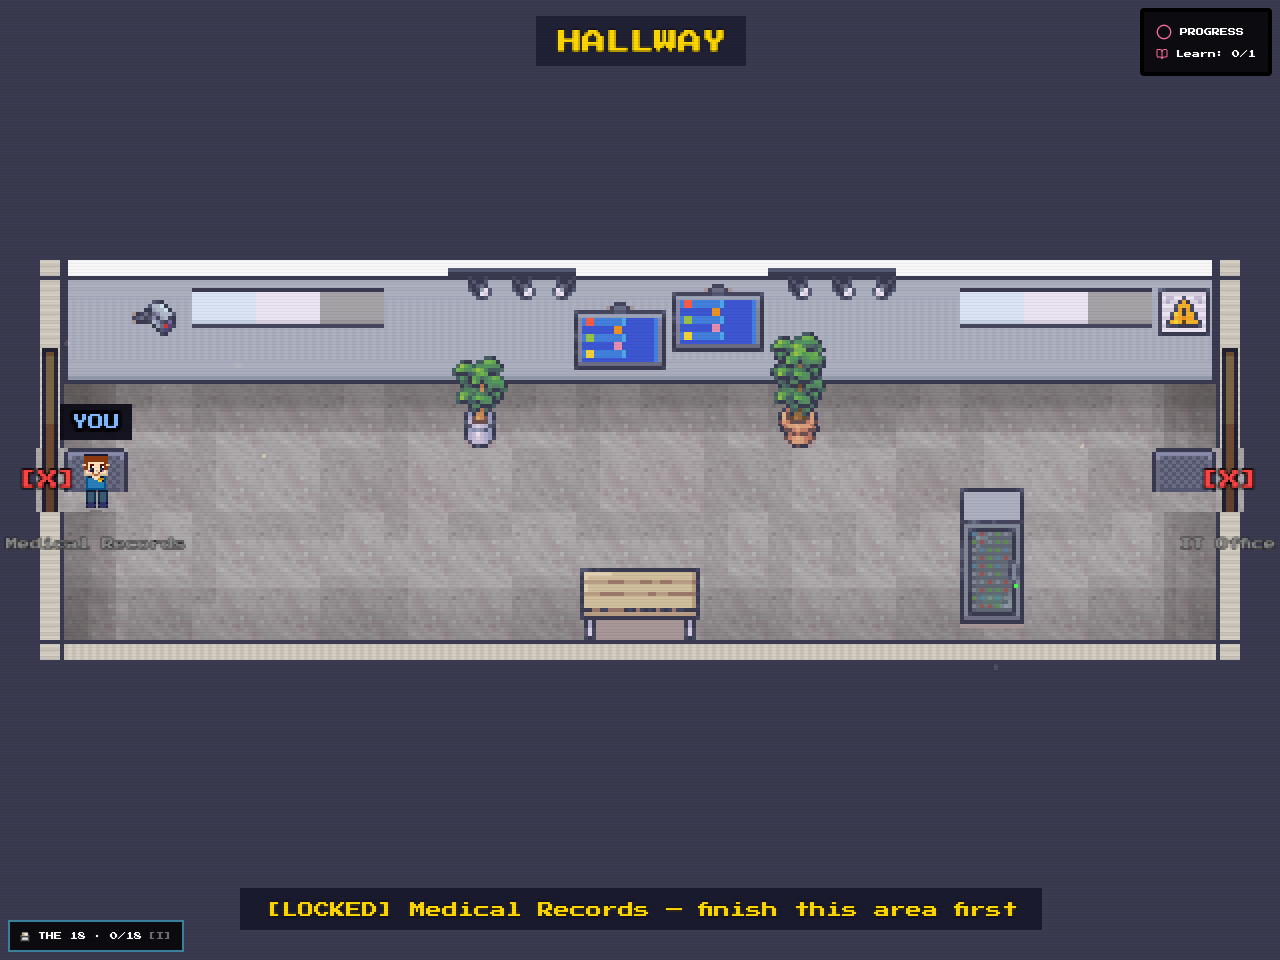 HALLWAY
PROGRESS
Learn: 0/1
YOU
[X]
[X]
Medical Records
IT Office
[LOCKED] Medical Records — finish this area first
THE 18 · 0/18 [I]